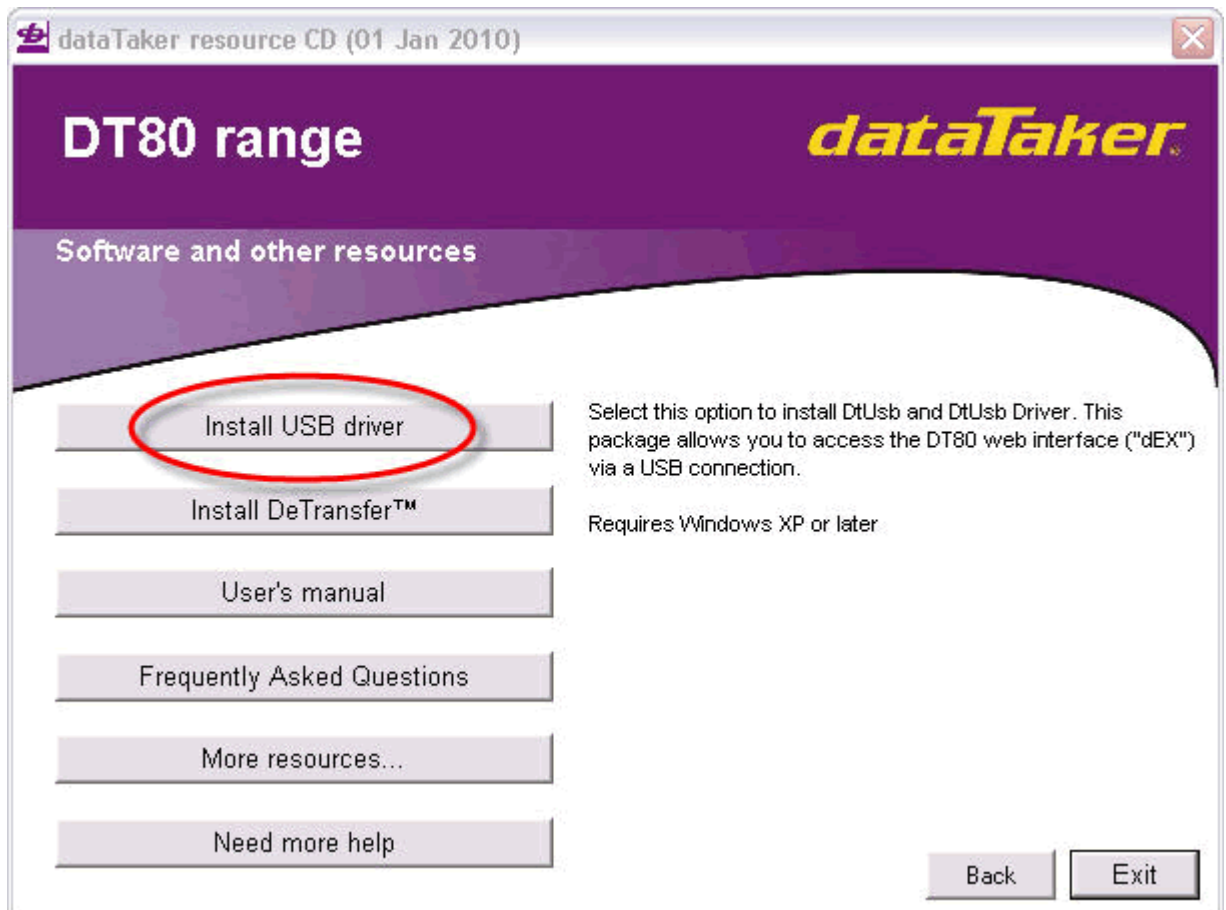 dataTaker resource CD (01 Jan 2010)
DT80 range
dataTaker
Software and other resources
Install USB driver
Select this option to install DtUsb and DtUsb Driver. This
package allows you to access the DT80 web interface ("dEX")
via a USB connection.
Requires Windows XP or later
Install DeTransfer™
User's manual
Frequently Asked Questions
More resources...
Need more help
Back
Exit